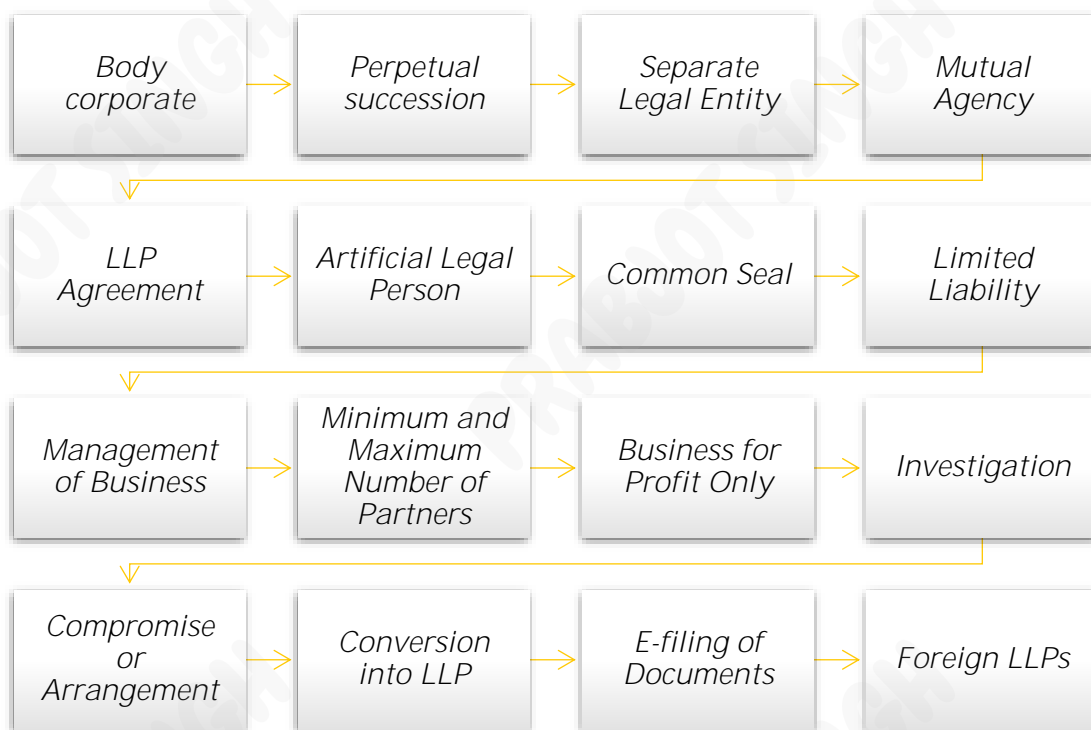 Body
corporate
Perpetual
succession
Separate
Legal Entity
Mutual
Agency
LLP
Agreement
Artificial Legal
Person
Common Seal
Limited
Liability
Management
of Business
Minimum and
Maximum
Number of
Partners
Business for
Profit Only
Investigation
Compromise
or
Arrangement
Conversion
into LLP
E-filing of
Documents
Foreign LLPs